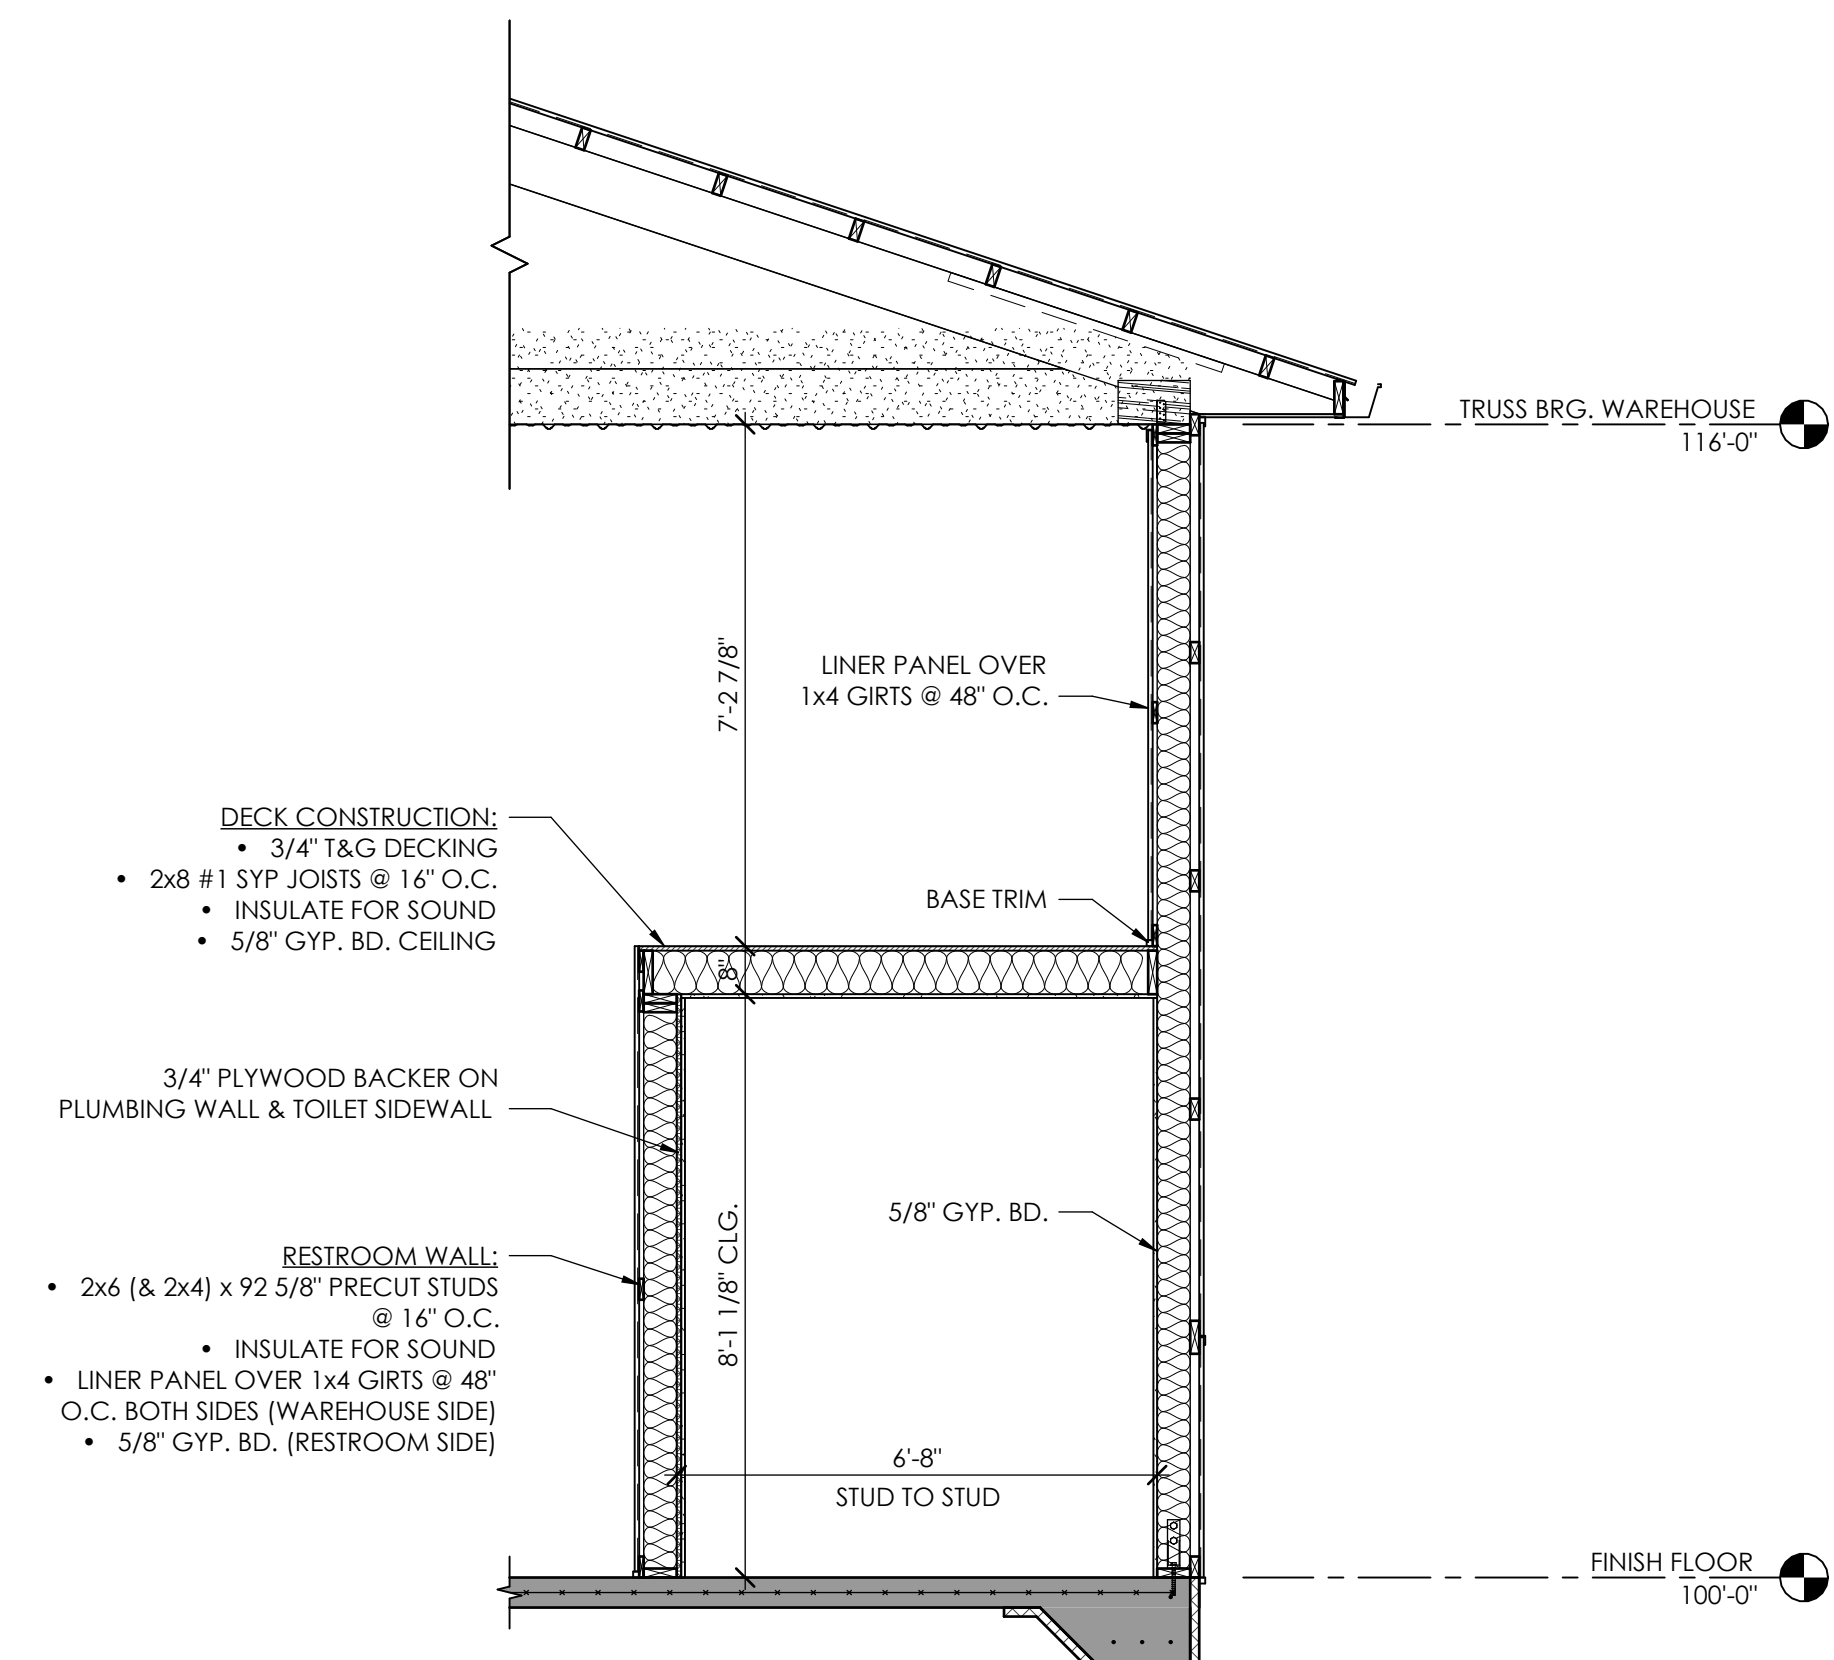 TRUSS BRG. WAREHOUSE
116'-0"
7'-2 7/8"
LINER PANEL OVER
1x4 GIRTS @ 48" O.C.
DECK CONSTRUCTION:
• 3/4" T&G DECKING
• 2x8 #1 SYP JOISTS @ 16" O.C.
• INSULATE FOR SOUND
• 5/8" GYP. BD. CEILING
BASE TRIM
8"
3/4" PLYWOOD BACKER ON
PLUMBING WALL & TOILET SIDEWALL
5/8" GYP. BD.
8'-1 1/8" CLG.
RESTROOM WALL:
• 2x6 (& 2x4) x 92 5/8" PRECUT STUDS
@ 16" O.C.
• INSULATE FOR SOUND
• LINER PANEL OVER 1x4 GIRTS @ 48"
O.C. BOTH SIDES (WAREHOUSE SIDE)
• 5/8" GYP. BD. (RESTROOM SIDE)
6'-8"
STUD TO STUD
FINISH FLOOR
100'-0"